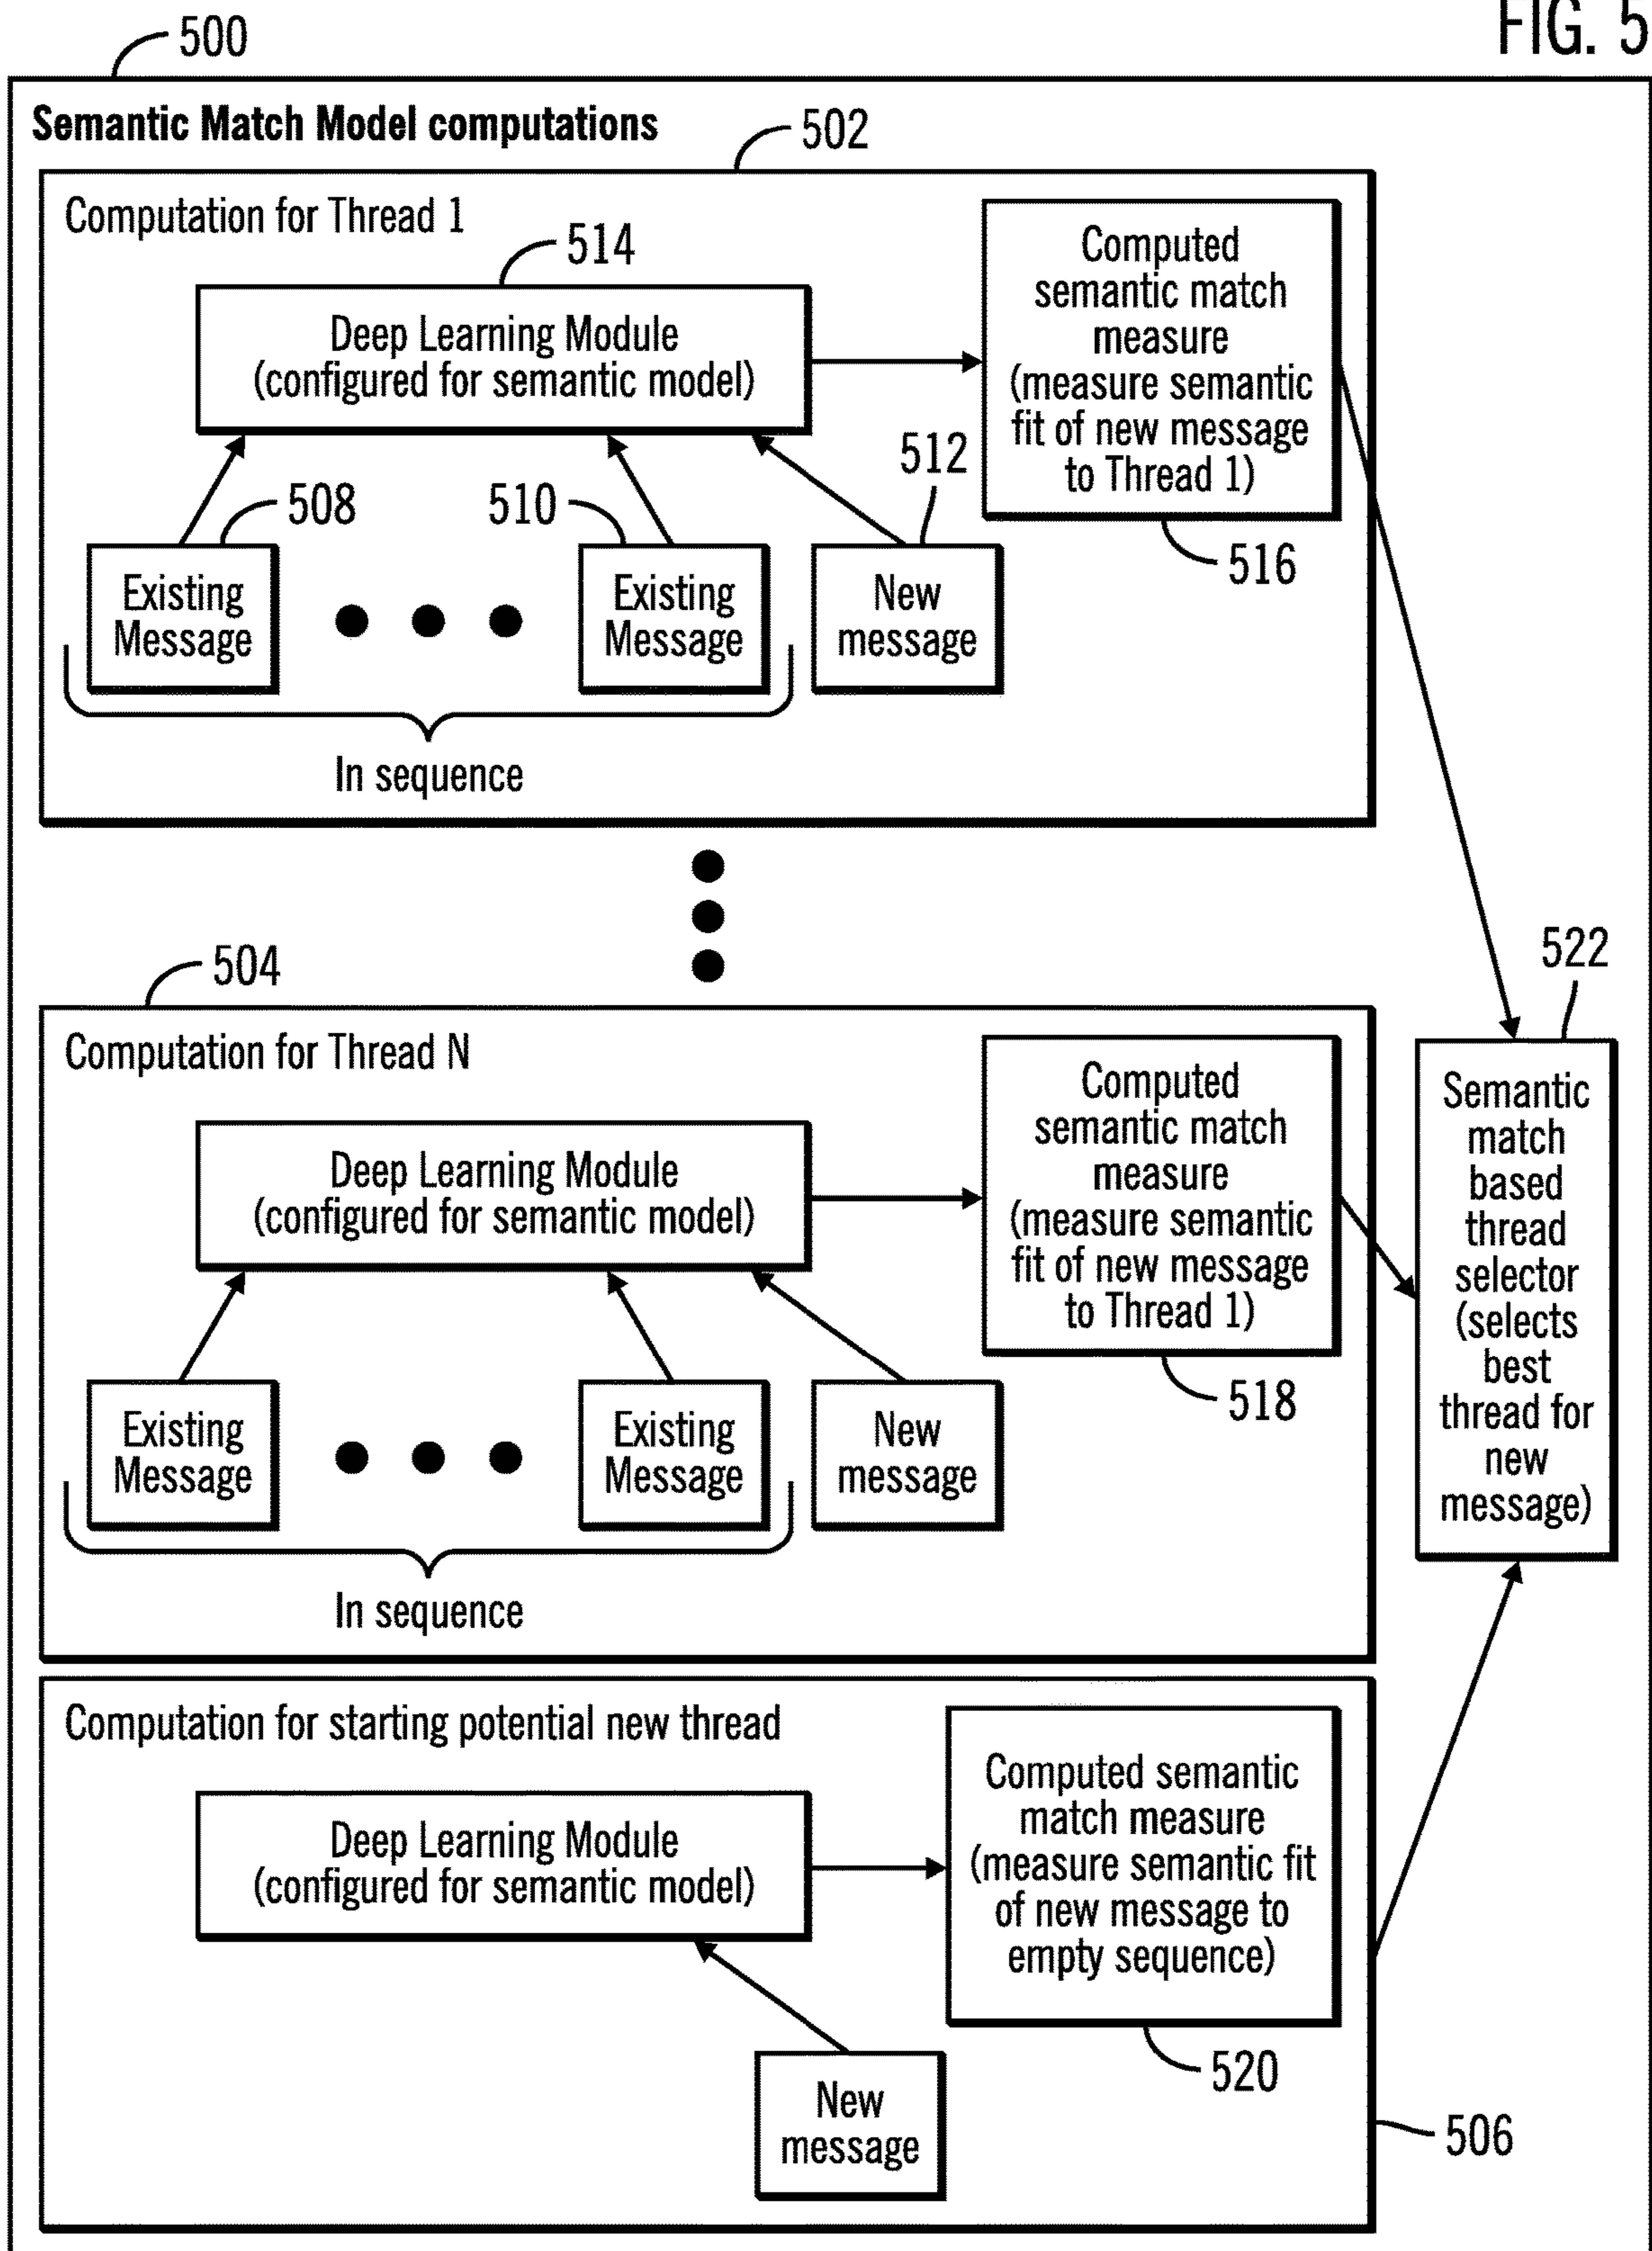 FIG. 5
500
Semantic Match Model computations
502
Computation for Thread 1
514
Deep Learning Module
(configured for semantic model)
Computed
semantic match
measure
(measure semantic
fit of new message
to Thread 1)
516
508
510
512
Existing
Message
Existing
Message
New
message
In sequence
504
Computation for Thread N
Deep Learning Module
(configured for semantic model)
Computed
semantic match
measure
(measure semantic
fit of new message
to Thread 1)
518
Existing
Message
Existing
Message
New
message
In sequence
522
Semantic
match
based
thread
selector
(selects
best
thread for
new
message)
Computation for starting potential new thread
Deep Learning Module
(configured for semantic model)
Computed semantic
match measure
(measure semantic fit
of new message to
empty sequence)
520
New
message
506